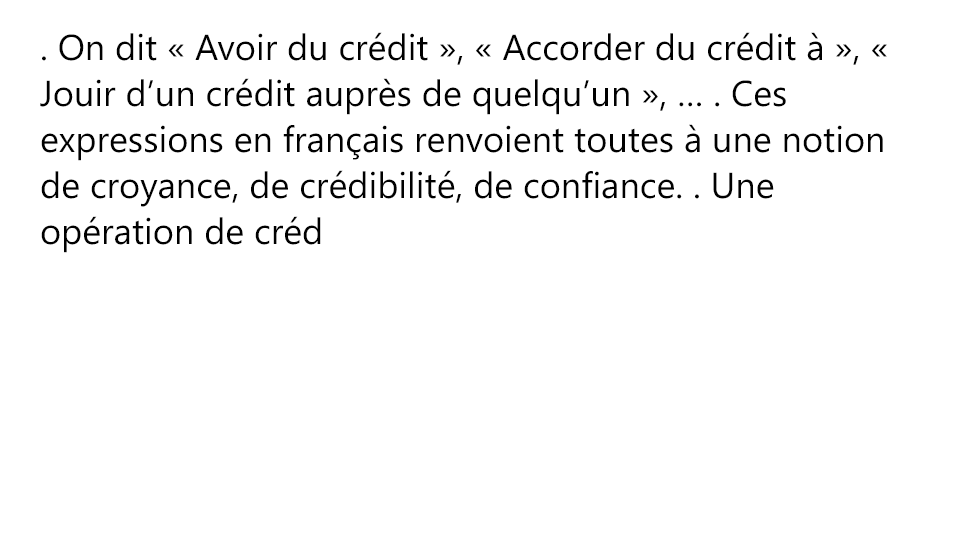 . On dit « Avoir du crédit », « Accorder du crédit à », «
Jouir d’un crédit auprès de quelqu’un », … . Ces
expressions en français renvoient toutes à une notion
de croyance, de crédibilité, de confiance. . Une
opération de créd